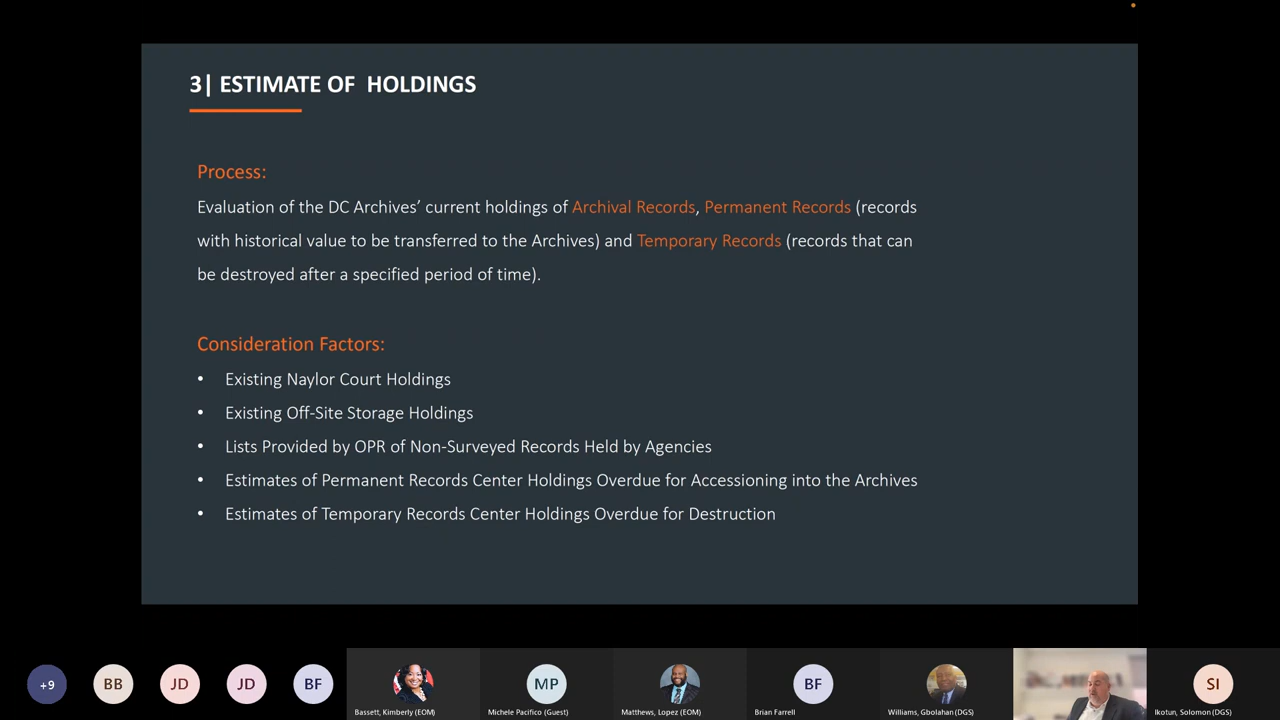 3| ESTIMATE OF HOLDINGS
Process:
Evaluation of the DC Archives’ current holdings of Archival Records, Permanent Records (records
with historical value to be transferred to the Archives) and Temporary Records (records that can
be destroyed after a specified period of time).
Consideration Factors:
• Existing Naylor Court Holdings
• Existing Off-Site Storage Holdings
• Lists Provided by OPR of Non-Surveyed Records Held by Agencies
• Estimates of Permanent Records Center Holdings Overdue for Accessioning into the Archives
• Estimates of Temporary Records Center Holdings Overdue for Destruction
+9
BB
JD
JD
BF
Bassett, Kimberly (EOM)
MP
Michele Pacifico (Guest)
Matthews, Lopez (EOM)
BF
Brian Farrell
Williams, Gbolahan (DGS)
SI
Ikotun, Solomon (DGS)